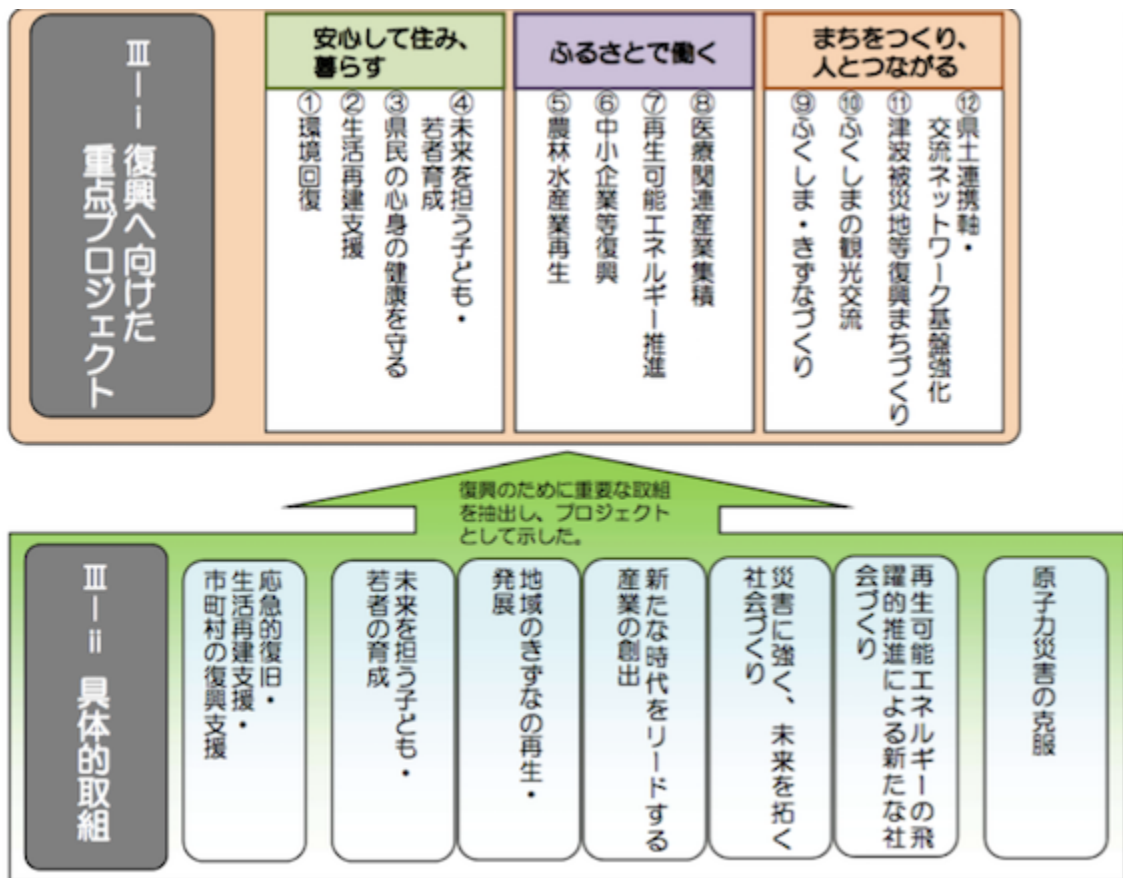 Ⅲ－ⅰ 復興へ向けた
重点プロジェクト
安心して住み、
暮らす
①環境回復
②生活再建支援
③県民の心身の健康を守る
④未来を担う子ども・
若者育成
ふるさとで働く
⑤農林水産業再生
⑥中小企業等復興
⑦再生可能エネルギー推進
⑧医療関連産業集積
まちをつくり、
人とつながる
⑨ふくしま・きずなづくり
⑩ふくしまの観光交流
⑪津波被災地等復興まちづくり
⑫県土連携軸・
交流ネットワーク基盤強化
復興のために重要な取組
を抽出し、プロジェクト
として示した。
Ⅲ－ⅱ 具体的取組
応急的復旧・
生活再建支援・
市町村の復興支援
未来を担う子ども・
若者の育成
地域のきずなの再生・
発展
新たな時代をリードする
産業の創出
災害に強く、未来を拓く
社会づくり
再生可能エネルギーの飛
躍的推進による新たな社
会づくり
原子力災害の克服